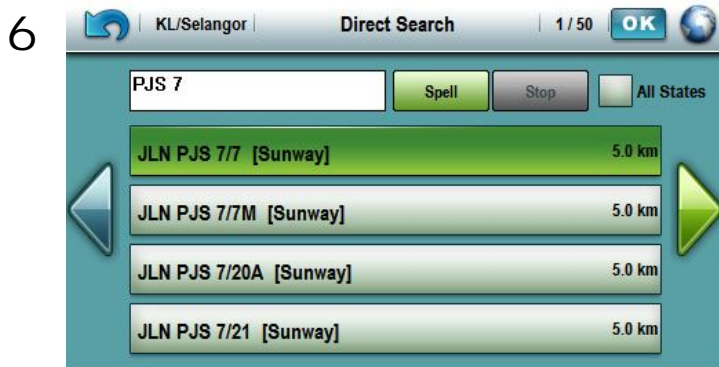 6
KL/Selangor Direct Search 1 / 50 OK
PJS 7 Spell Stop All States
JLN PJS 7/7 [Sunway] 5.0 km
JLN PJS 7/7M [Sunway] 5.0 km
JLN PJS 7/20A [Sunway] 5.0 km
JLN PJS 7/21 [Sunway] 5.0 km